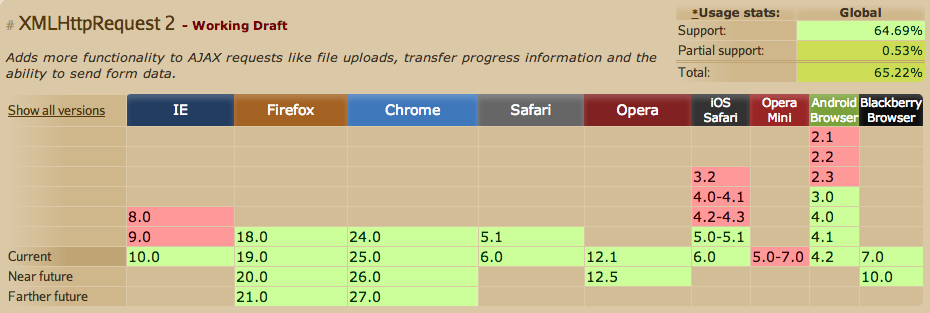 # XMLHttpRequest 2 - Working Draft
*Usage stats: Global
Support: 64.69%
Partial support: 0.53%
Total: 65.22%
Adds more functionality to AJAX requests like file uploads, transfer progress information and the
ability to send form data.
Show all versions IE Firefox Chrome Safari Opera iOS Safari Opera Mini Android Browser Blackberry Browser
2.1
2.2
3.2 2.3
4.0-4.1 3.0
8.0 4.2-4.3 4.0
9.0 18.0 24.0 5.1 5.0-5.1 4.1
Current 10.0 19.0 25.0 6.0 12.1 6.0 5.0-7.0 4.2 7.0
Near future 20.0 26.0 12.5 10.0
Farther future 21.0 27.0